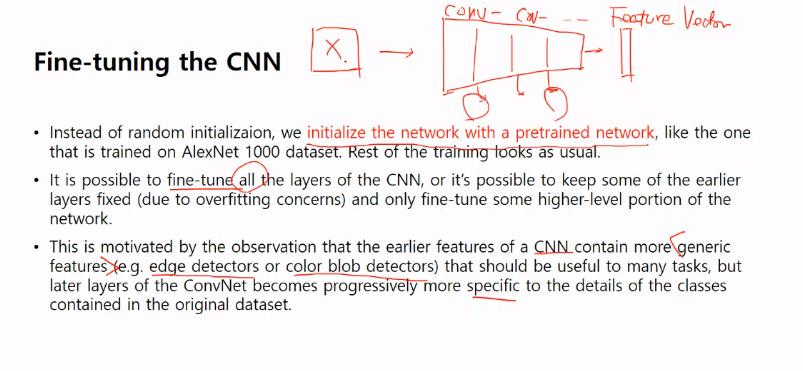 CONV - CN - - -
Feature Vector
X.
Fine-tuning the CNN
• Instead of random initializaion, we initialize the network with a pretrained network, like the one
that is trained on AlexNet 1000 dataset. Rest of the training looks as usual.
• It is possible to fine-tune all the layers of the CNN, or it's possible to keep some of the earlier
layers fixed (due to overfitting concerns) and only fine-tune some higher-level portion of the
network.
• This is motivated by the observation that the earlier features of a CNN contain more generic
features (e.g. edge detectors or color blob detectors) that should be useful to many tasks, but
later layers of the ConvNet becomes progressively more specific to the details of the classes
contained in the original dataset.